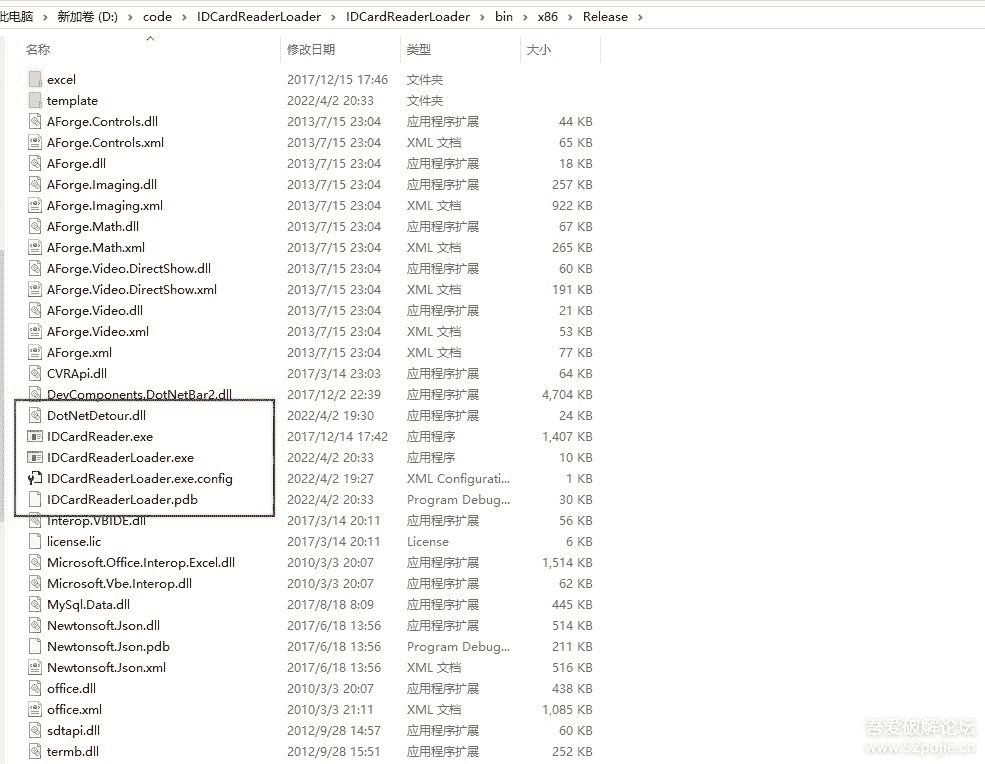 此电脑 › 新加卷 (D:) › code › IDCardReaderLoader › IDCardReaderLoader › bin › x86 › Release ›
名称 修改日期 类型 大小
excel 2017/12/15 17:46 文件夹
template 2022/4/2 20:33 文件夹
AForge.Controls.dll 2013/7/15 23:04 应用程序扩展 44 KB
AForge.Controls.xml 2013/7/15 23:04 XML 文档 65 KB
AForge.dll 2013/7/15 23:04 应用程序扩展 18 KB
AForge.Imaging.dll 2013/7/15 23:04 应用程序扩展 257 KB
AForge.Imaging.xml 2013/7/15 23:04 XML 文档 922 KB
AForge.Math.dll 2013/7/15 23:04 应用程序扩展 67 KB
AForge.Math.xml 2013/7/15 23:04 XML 文档 265 KB
AForge.Video.DirectShow.dll 2013/7/15 23:04 应用程序扩展 60 KB
AForge.Video.DirectShow.xml 2013/7/15 23:04 XML 文档 191 KB
AForge.Video.dll 2013/7/15 23:04 应用程序扩展 21 KB
AForge.Video.xml 2013/7/15 23:04 XML 文档 53 KB
AForge.xml 2013/7/15 23:04 XML 文档 77 KB
CVRApi.dll 2017/3/14 23:03 应用程序扩展 64 KB
DevComponents.DotNetBar2.dll 2017/12/2 22:39 应用程序扩展 4,704 KB
DotNetDetour.dll 2022/4/2 19:30 应用程序扩展 24 KB
IDCardReader.exe 2017/12/14 17:42 应用程序 1,407 KB
IDCardReaderLoader.exe 2022/4/2 20:33 应用程序 10 KB
IDCardReaderLoader.exe.config 2022/4/2 19:27 XML Configurati... 1 KB
IDCardReaderLoader.pdb 2022/4/2 20:33 Program Debug... 30 KB
Interop.VBIDE.dll 2017/3/14 20:11 应用程序扩展 56 KB
license.lic 2017/3/14 20:11 License 6 KB
Microsoft.Office.Interop.Excel.dll 2010/3/3 20:07 应用程序扩展 1,514 KB
Microsoft.Vbe.Interop.dll 2010/3/3 20:07 应用程序扩展 62 KB
MySql.Data.dll 2017/8/18 8:09 应用程序扩展 445 KB
Newtonsoft.Json.dll 2017/6/18 13:56 应用程序扩展 514 KB
Newtonsoft.Json.pdb 2017/6/18 13:56 Program Debug... 211 KB
Newtonsoft.Json.xml 2017/6/18 13:56 XML 文档 516 KB
office.dll 2010/3/3 20:07 应用程序扩展 438 KB
office.xml 2010/3/3 21:11 XML 文档 1,085 KB
sdtapi.dll 2012/9/28 14:57 应用程序扩展 60 KB
termb.dll 2012/9/28 15:51 应用程序扩展 252 KB
吾爱破解论坛
www.52pojie.cn